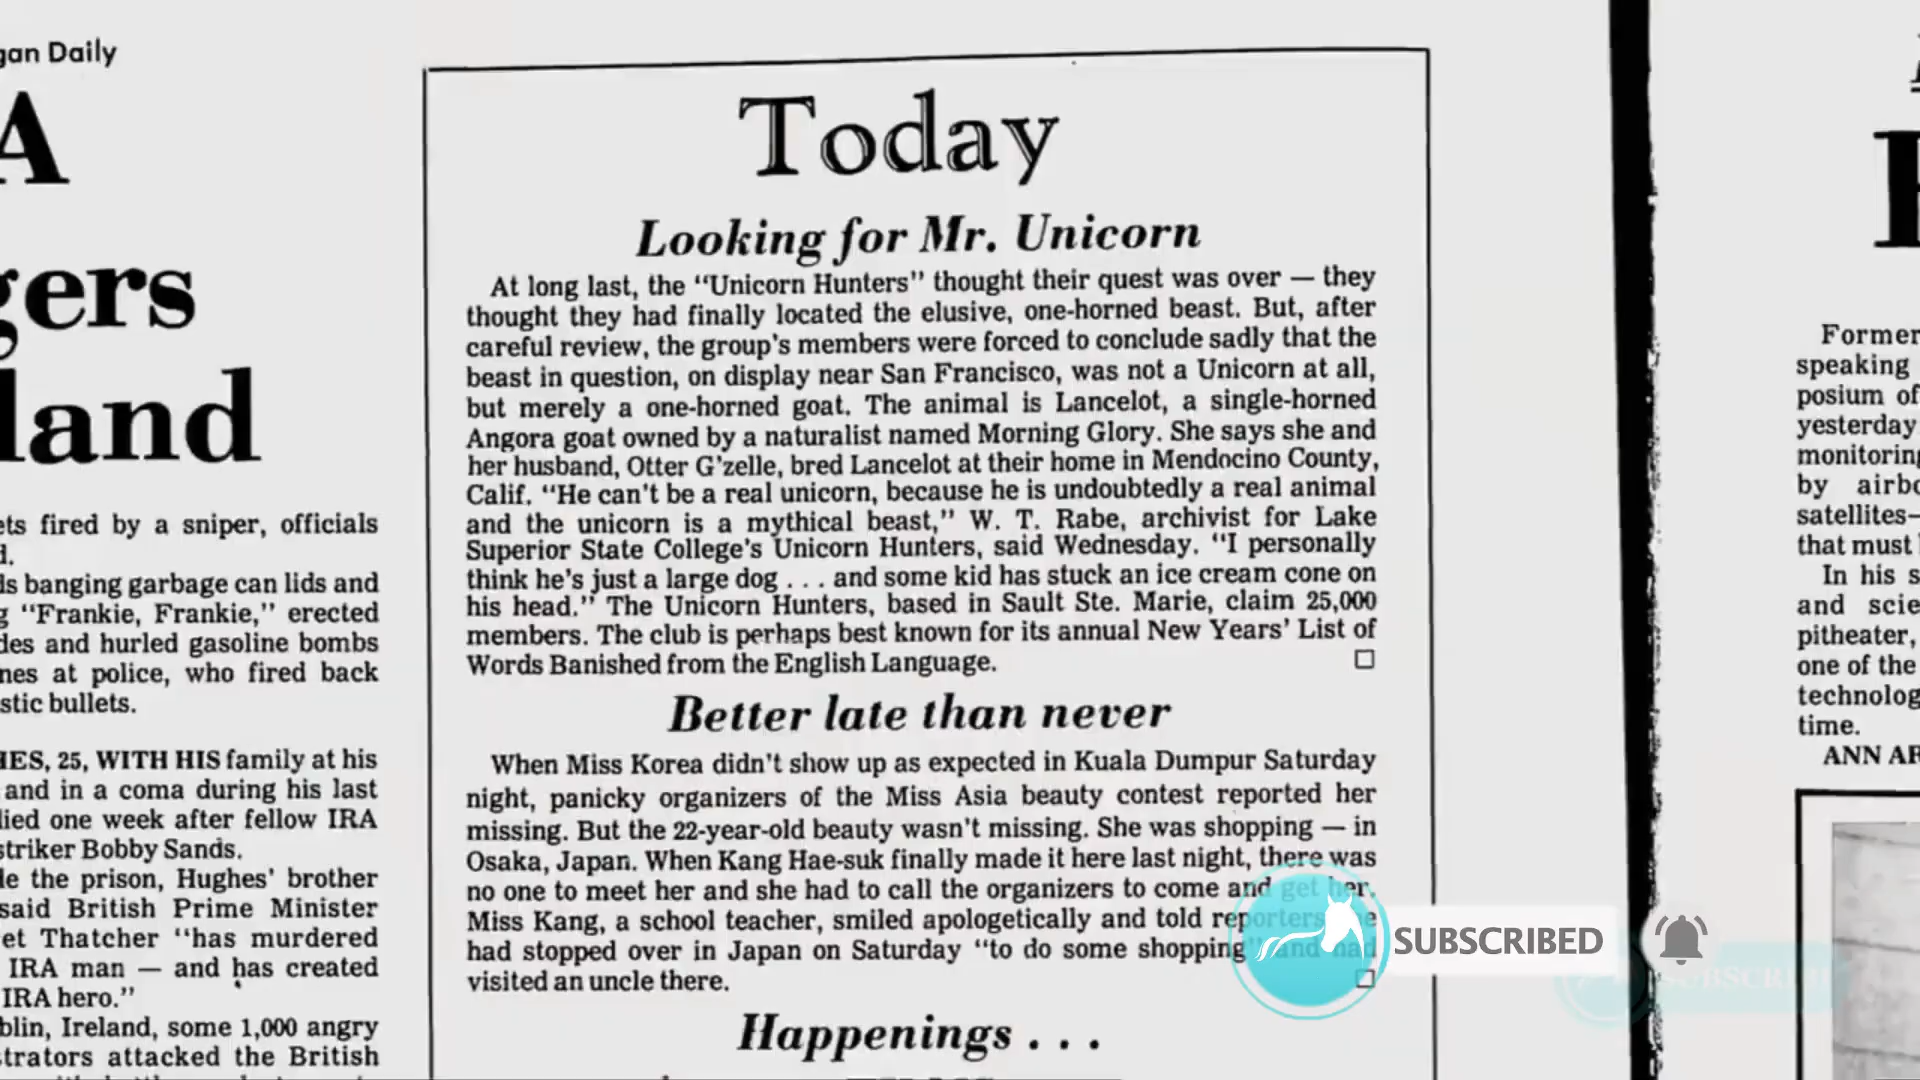 gan Daily
A
gers
land
ets fired by a sniper, officials
d.
ds banging garbage can lids and
g "Frankie, Frankie," erected
des and hurled gasoline bombs
nes at police, who fired back
stic bullets.
HES, 25, WITH HIS family at his
and in a coma during his last
died one week after fellow IRA
striker Bobby Sands.
le the prison, Hughes' brother
said British Prime Minister
et Thatcher "has murdered
IRA man — and has created
IRA hero."
blin, Ireland, some 1,000 angry
strators attacked the British
Today
Looking for Mr. Unicorn
At long last, the "Unicorn Hunters" thought their quest was over — they
thought they had finally located the elusive, one-horned beast. But, after
careful review, the group's members were forced to conclude sadly that the
beast in question, on display near San Francisco, was not a Unicorn at all,
but merely a one-horned goat. The animal is Lancelot, a single-horned
Angora goat owned by a naturalist named Morning Glory. She says she and
her husband, Otter G'zelle, bred Lancelot at their home in Mendocino County,
Calif. "He can't be a real unicorn, because he is undoubtedly a real animal
and the unicorn is a mythical beast," W. T. Rabe, archivist for Lake
Superior State College's Unicorn Hunters, said Wednesday. "I personally
think he's just a large dog . . . and some kid has stuck an ice cream cone on
his head." The Unicorn Hunters, based in Sault Ste. Marie, claim 25,000
members. The club is perhaps best known for its annual New Years' List of
Words Banished from the English Language.
Better late than never
When Miss Korea didn't show up as expected in Kuala Dumpur Saturday
night, panicky organizers of the Miss Asia beauty contest reported her
missing. But the 22-year-old beauty wasn't missing. She was shopping — in
Osaka, Japan. When Kang Hae-suk finally made it here last night, there was
no one to meet her and she had to call the organizers to come and get her.
Miss Kang, a school teacher, smiled apologetically and told reporters
had stopped over in Japan on Saturday "to do some shopping" and had
visited an uncle there.
Happenings . . .
Former
speaking
posium of
yesterday
monitoring
by airbo
satellites—
that must
In his s
and scie
pitheater,
one of the
technolog
time.
ANN AR
SUBSCRIBED